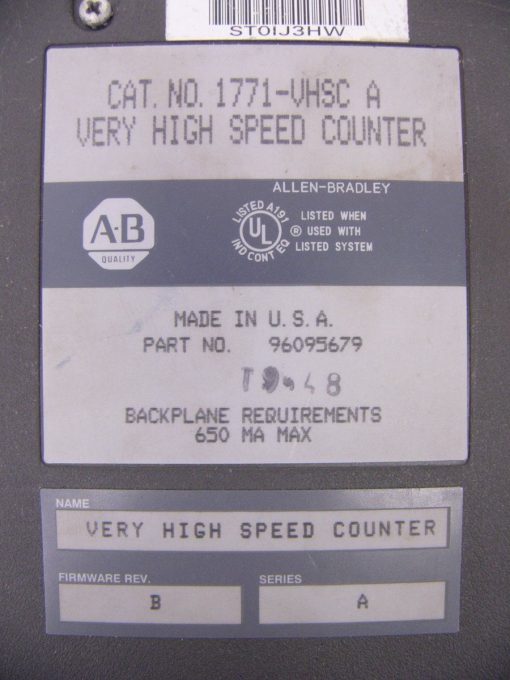 ST0IJ3HW
CAT. NO. 1771-VHSC A
VERY HIGH SPEED COUNTER
ALLEN-BRADLEY
A-B
QUALITY
LISTED A191
UL
IND CONT EQ
LISTED WHEN
® USED WITH
LISTED SYSTEM
MADE IN U.S.A.
PART NO. 96095679
BACKPLANE REQUIREMENTS
650 MA MAX
NAME
VERY HIGH SPEED COUNTER
FIRMWARE REV.
B
SERIES
A